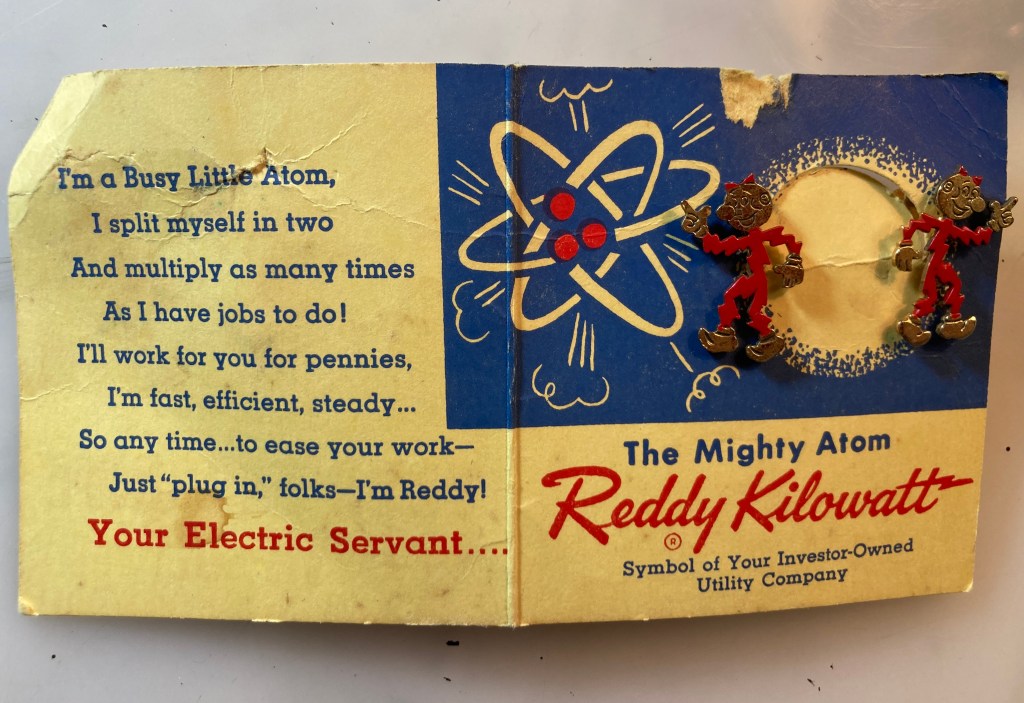 I'm a Busy Little Atom,
I split myself in two
And multiply as many times
As I have jobs to do!
I'll work for you for pennies,
I'm fast, efficient, steady...
So any time...to ease your work—
Just "plug in," folks—I'm Reddy!
Your Electric Servant....
The Mighty Atom
Reddy Kilowatt
®
Symbol of Your Investor-Owned
Utility Company